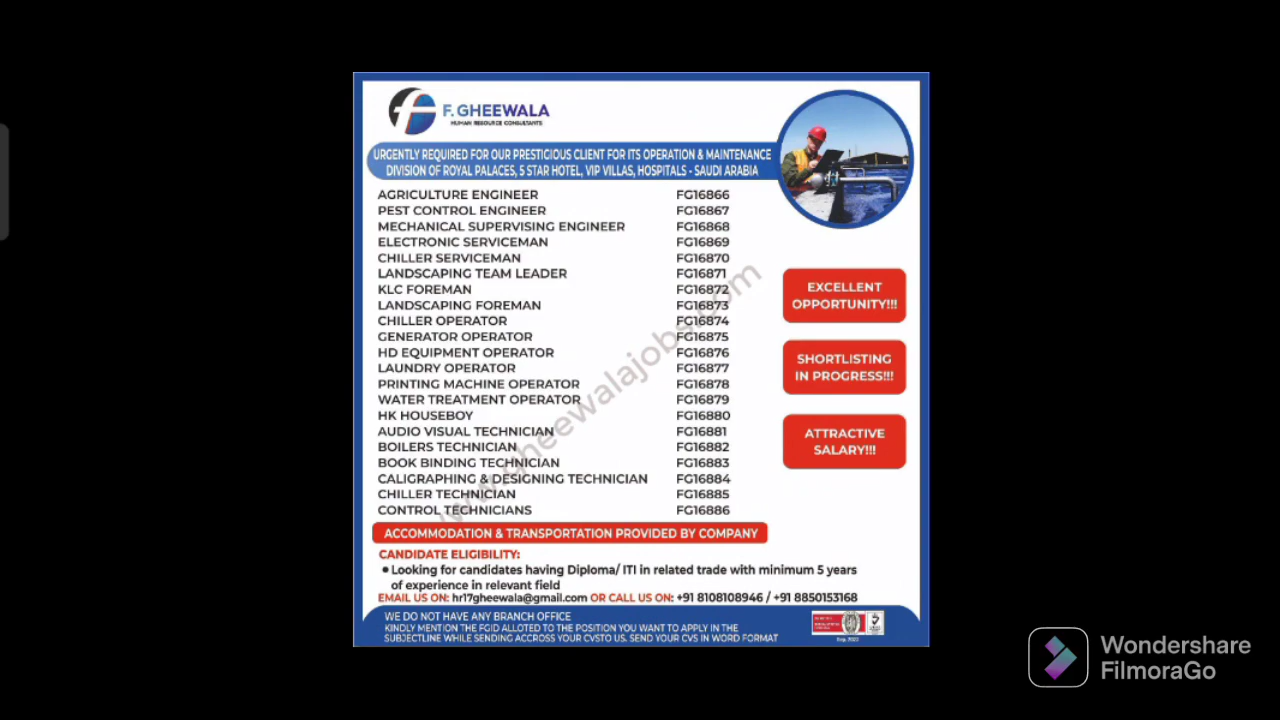 F. GHEEWALA
HUMAN RESOURCE CONSULTANTS
URGENTLY REQUIRED FOR OUR PRESTIGIOUS CLIENT FOR ITS OPERATION & MAINTENANCE
DIVISION OF ROYAL PALACES, 5 STAR HOTEL, VIP VILLAS, HOSPITALS - SAUDI ARABIA
AGRICULTURE ENGINEER FG16866
PEST CONTROL ENGINEER FG16867
MECHANICAL SUPERVISING ENGINEER FG16868
ELECTRONIC SERVICEMAN FG16869
CHILLER SERVICEMAN FG16870
LANDSCAPING TEAM LEADER FG16871
KLC FOREMAN FG16872
LANDSCAPING FOREMAN FG16873
CHILLER OPERATOR FG16874
GENERATOR OPERATOR FG16875
HD EQUIPMENT OPERATOR FG16876
LAUNDRY OPERATOR FG16877
PRINTING MACHINE OPERATOR FG16878
WATER TREATMENT OPERATOR FG16879
HK HOUSEBOY FG16880
AUDIO VISUAL TECHNICIAN FG16881
BOILERS TECHNICIAN FG16882
BOOK BINDING TECHNICIAN FG16883
CALIGRAPHING & DESIGNING TECHNICIAN FG16884
CHILLER TECHNICIAN FG16885
CONTROL TECHNICIANS FG16886
www.gheewalajobs.com
EXCELLENT
OPPORTUNITY!!!
SHORTLISTING
IN PROGRESS!!!
ATTRACTIVE
SALARY!!!
ACCOMMODATION & TRANSPORTATION PROVIDED BY COMPANY
CANDIDATE ELIGIBILITY:
• Looking for candidates having Diploma/ ITI in related trade with minimum 5 years
of experience in relevant field
EMAIL US ON: hr17gheewala@gmail.com OR CALL US ON: +91 8108108946 / +91 8850153168
WE DO NOT HAVE ANY BRANCH OFFICE
KINDLY MENTION THE FGID ALLOTED TO THE POSITION YOU WANT TO APPLY IN THE
SUBJECTLINE WHILE SENDING ACCROSS YOUR CVSTO US. SEND YOUR CVS IN WORD FORMAT
Wondershare
FilmoraGo